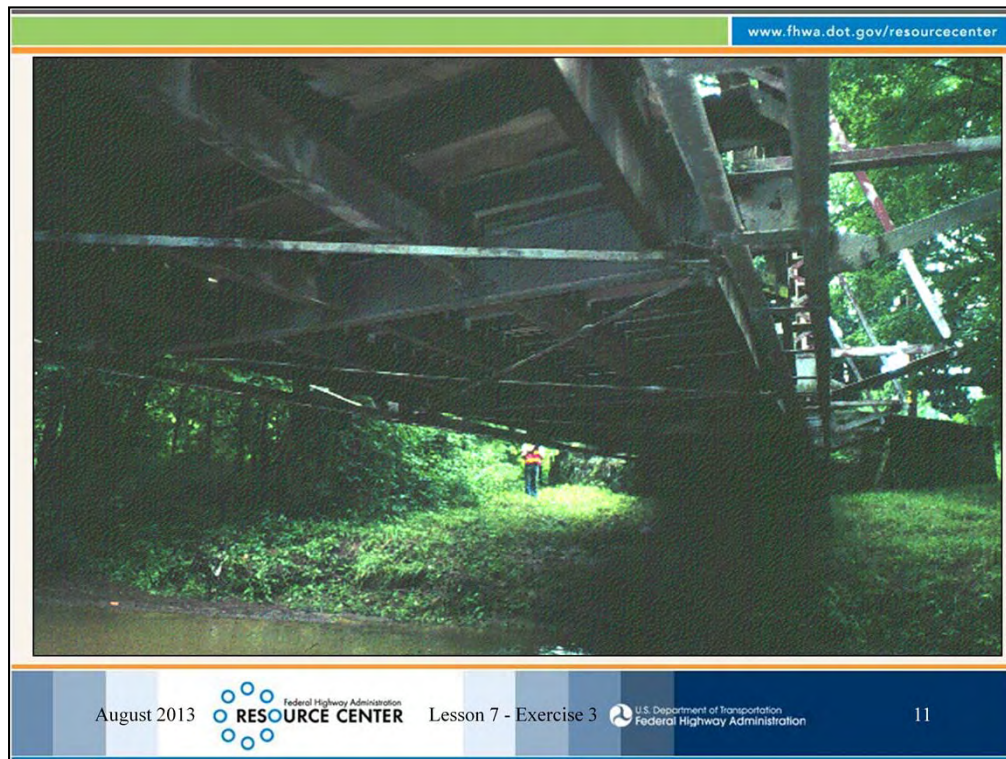 www.fhwa.dot.gov/resourcecenter
August 2013
Federal Highway Administration
RESOURCE CENTER
Lesson 7 - Exercise 3
U.S. Department of Transportation
Federal Highway Administration
11